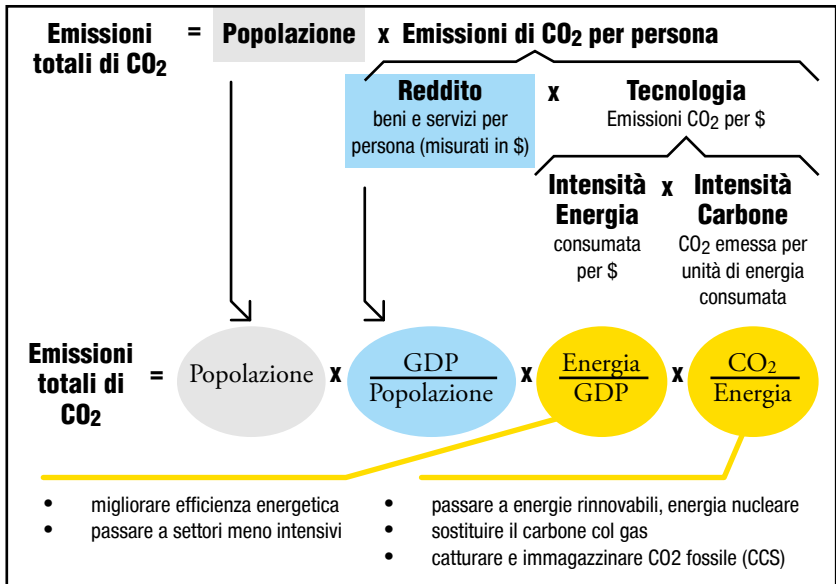 Emissioni
totali di CO₂ = Popolazione x Emissioni di CO₂ per persona
Reddito x Tecnologia
beni e servizi per
persona (misurati in $)
Emissioni CO₂ per $
Intensità
Energia
x
Intensità
Carbone
consumata
per $
CO₂ emessa per
unità di energia
consumata
Emissioni
totali di
CO₂
=
Popolazione
x
GDP
Popolazione
x
Energia
GDP
x
CO₂
Energia
• migliorare efficienza energetica
• passare a settori meno intensivi
• passare a energie rinnovabili, energia nucleare
• sostituire il carbone col gas
• catturare e immagazzinare CO2 fossile (CCS)